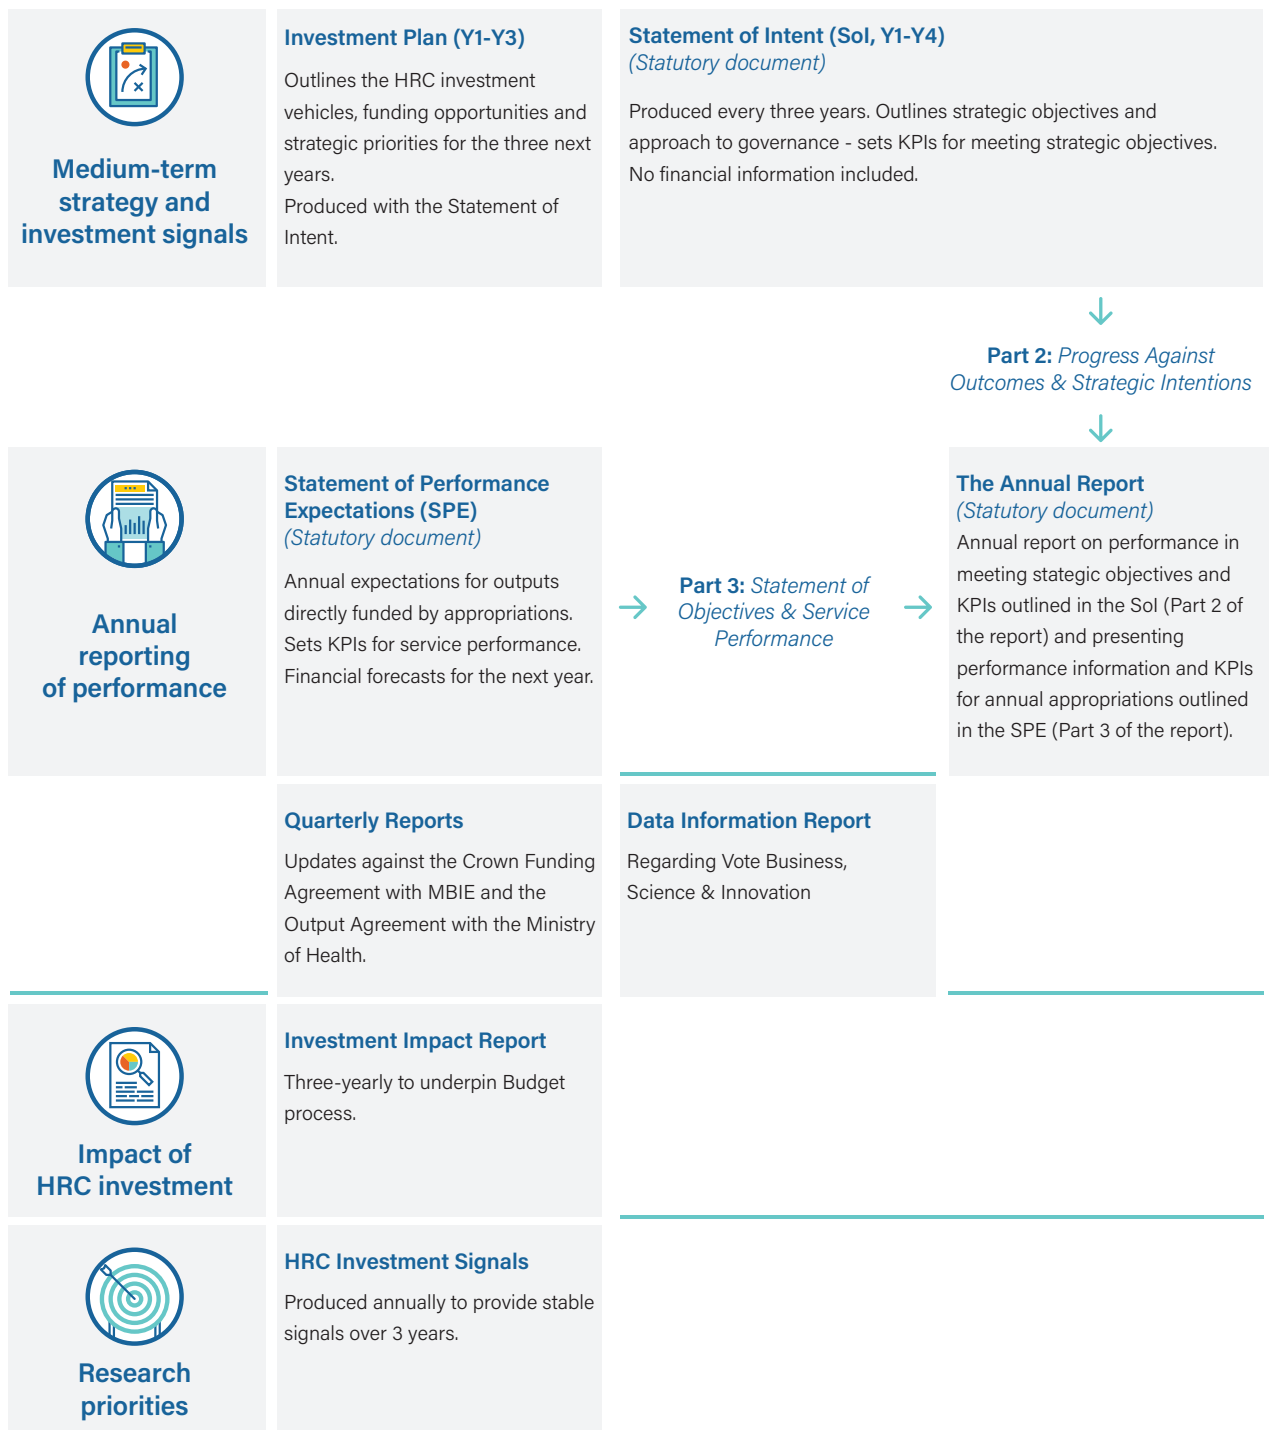 Medium-term
strategy and
investment signals
Investment Plan (Y1-Y3)
Outlines the HRC investment
vehicles, funding opportunities and
strategic priorities for the three next
years.
Produced with the Statement of
Intent.
Statement of Intent (SoI, Y1-Y4)
(Statutory document)
Produced every three years. Outlines strategic objectives and
approach to governance - sets KPIs for meeting strategic objectives.
No financial information included.
Part 2: Progress Against
Outcomes & Strategic Intentions
Annual
reporting
of performance
Statement of Performance
Expectations (SPE)
(Statutory document)
Annual expectations for outputs
directly funded by appropriations.
Sets KPIs for service performance.
Financial forecasts for the next year.
Part 3: Statement of
Objectives & Service
Performance
The Annual Report
(Statutory document)
Annual report on performance in
meeting stategic objectives and
KPIs outlined in the SoI (Part 2 of
the report) and presenting
performance information and KPIs
for annual appropriations outlined
in the SPE (Part 3 of the report).
Quarterly Reports
Updates against the Crown Funding
Agreement with MBIE and the
Output Agreement with the Ministry
of Health.
Data Information Report
Regarding Vote Business,
Science & Innovation
Impact of
HRC investment
Investment Impact Report
Three-yearly to underpin Budget
process.
Research
priorities
HRC Investment Signals
Produced annually to provide stable
signals over 3 years.